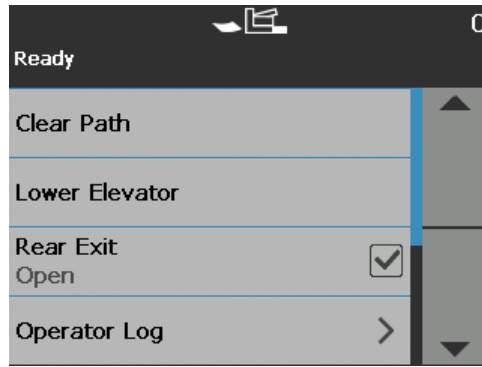 Ready
Clear Path
Lower Elevator
Rear Exit
Open
Operator Log